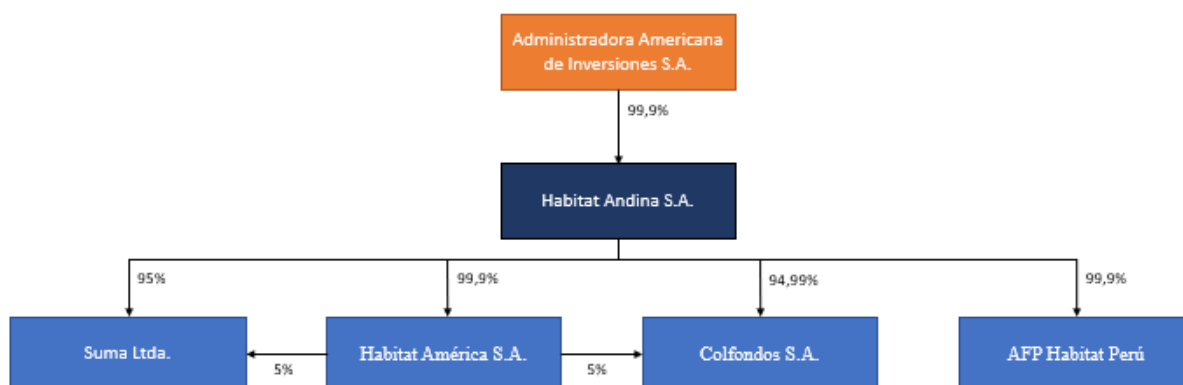 Administradora Americana
de Inversiones S.A.
99,9%
Habitat Andina S.A.
95%
99,9%
94,99%
99,9%
Suma Ltda.
5%
Habitat América S.A.
5%
Colfondos S.A.
AFP Habitat Perú